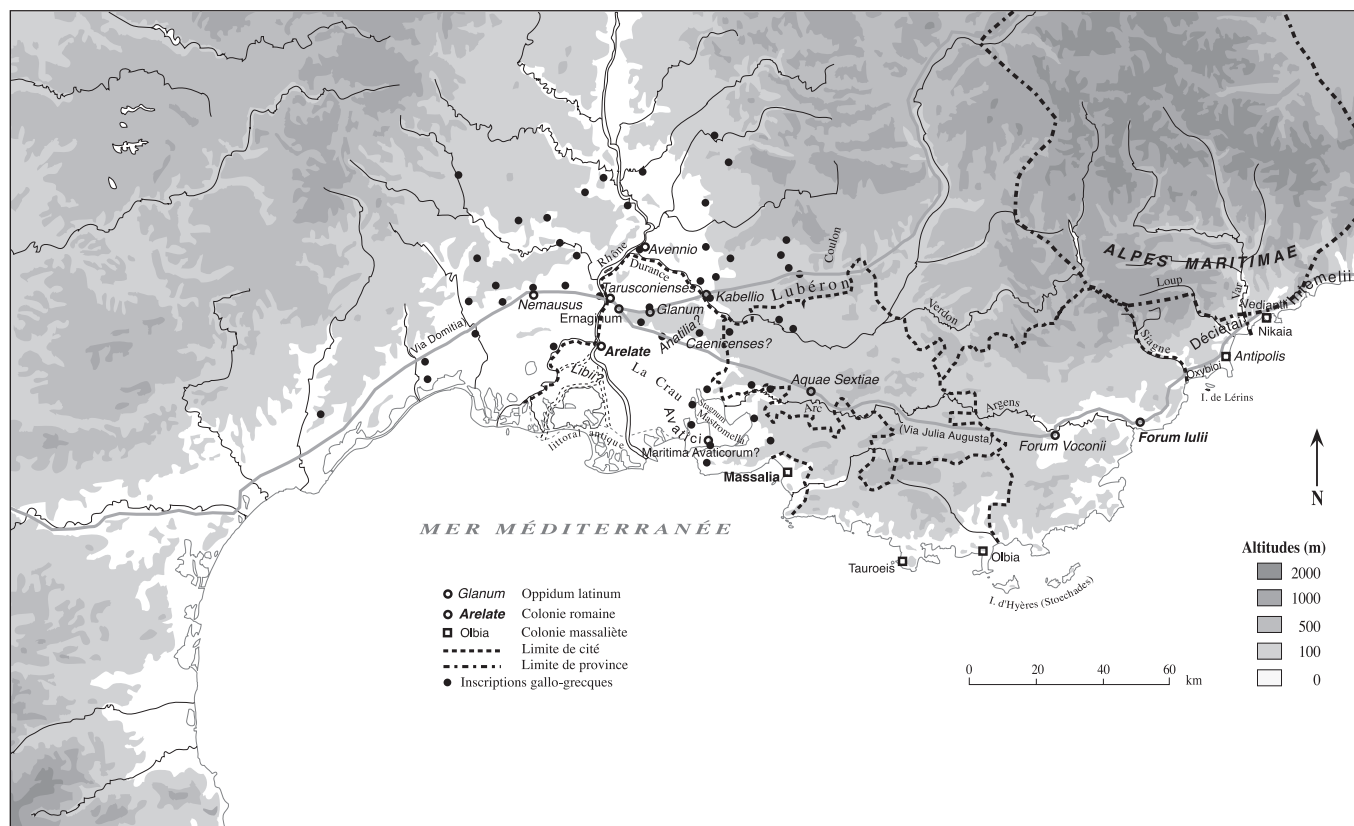 ALPES MARITIMAE
Rhône
Avennio
Durance
Coulon
Tarusconienses
Lubéron
Kabellio
Nemausus
Glanum
Ernaginum
Verdon
Loup
Var
Vedianti
Intemelii
Nikaia
Déciétai
Siagne
Antipolis
Oxybioi
I. de Lérins
(Via Domitia)
Anatilia?
Caenicenses?
Arelate
Libii?
La Crau
Aquae Sextiae
Arc
Argens
Stagnum
Mastromela
Avatici
(Via Julia Augusta)
Forum Voconii
Forum Iulii
littoral antique
Maritima Avaticorum?
Massalia
N
MER MÉDITERRANÉE
Tauroeis
Olbia
I. d'Hyères (Stoechades)
Glanum Oppidum latinum
Arelate Colonie romaine
Olbia Colonie massaliète
Limite de cité
Limite de province
Inscriptions gallo-grecques
0 20 40 60
km
Altitudes (m)
2000
1000
500
100
0